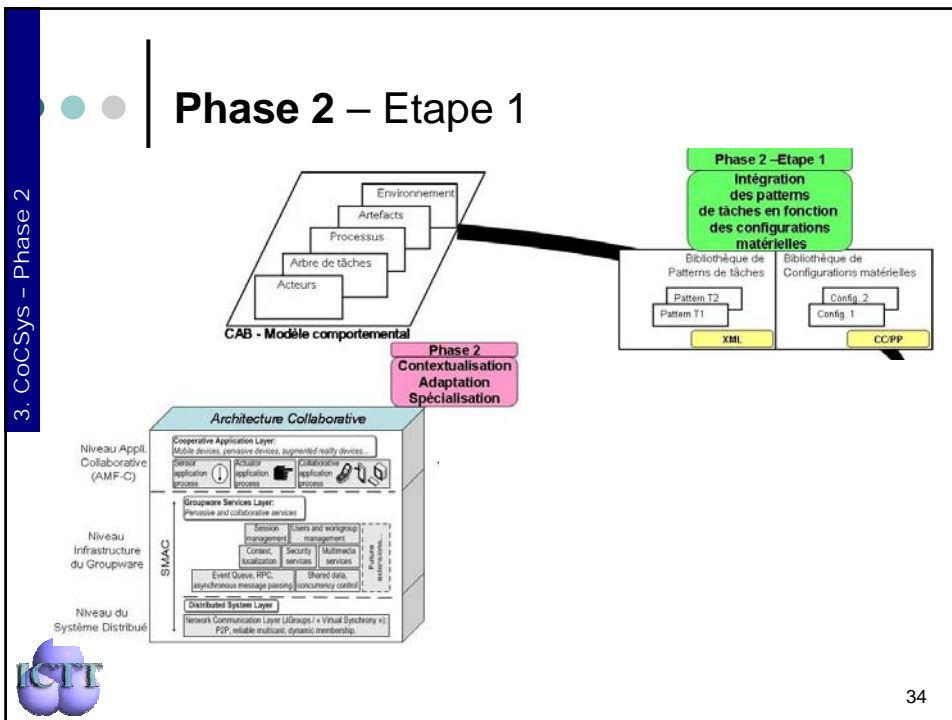 3. CoCSys – Phase 2
Phase 2 – Etape 1
Environnement
Artefacts
Processus
Arbre de tâches
Acteurs
CAB - Modèle comportemental
Phase 2 –Etape 1
Intégration
des patterns
de tâches en fonction
des configurations
matérielles
Bibliothèque de
Patterns de tâches
Pattern T2
Pattern T1
XML
Bibliothèque de
Configurations matérielles
Config. 2
Config. 1
CC/PP
Phase 2
Contextualisation
Adaptation
Spécialisation
Architecture Collaborative
Niveau Appli.
Collaborative
(AMF-C)
Cooperative Application Layer:
Mobile devices, pervasive devices, augmented reality devices...
Sensor
application
process
Actuator
application
process
Collaborative
application
process
Niveau
Infrastructure
du Groupware
SMAC
Groupware Services Layer:
Pervasive and collaborative services
Session
management
Users and workgroup
management
Context,
localization
Security
services
Multimedia
services
Event Queue, RPC,
asynchronous message passing
Shared data,
concurrency control
Future
extensions...
Niveau du
Système Distribué
Distributed System Layer
Network Communication Layer (JGroups / « Virtual Synchrony »):
P2P, reliable multicast, dynamic membership.
ICTT
34